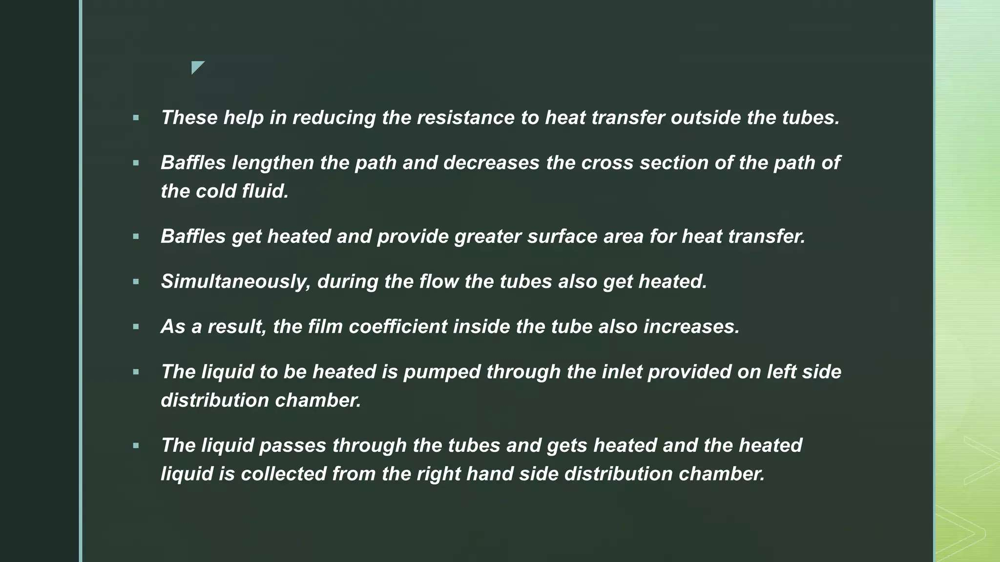 ▪ These help in reducing the resistance to heat transfer outside the tubes.
▪ Baffles lengthen the path and decreases the cross section of the path of
the cold fluid.
▪ Baffles get heated and provide greater surface area for heat transfer.
▪ Simultaneously, during the flow the tubes also get heated.
▪ As a result, the film coefficient inside the tube also increases.
▪ The liquid to be heated is pumped through the inlet provided on left side
distribution chamber.
▪ The liquid passes through the tubes and gets heated and the heated
liquid is collected from the right hand side distribution chamber.